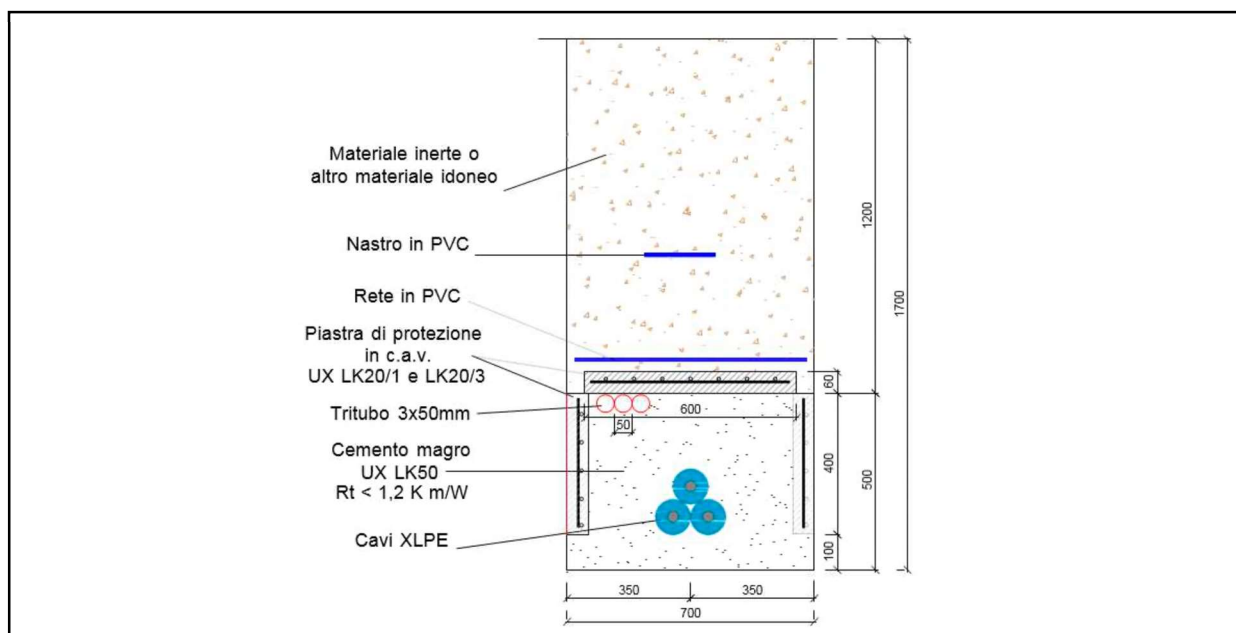 Materiale inerte o
altro materiale idoneo
Nastro in PVC
Rete in PVC
Piastra di protezione
in c.a.v.
UX LK20/1 e LK20/3
Tritubo 3x50mm
Cemento magro
UX LK50
Rt < 1,2 K m/W
Cavi XLPE
1200
1700
60
600
50
400
500
100
350
350
700